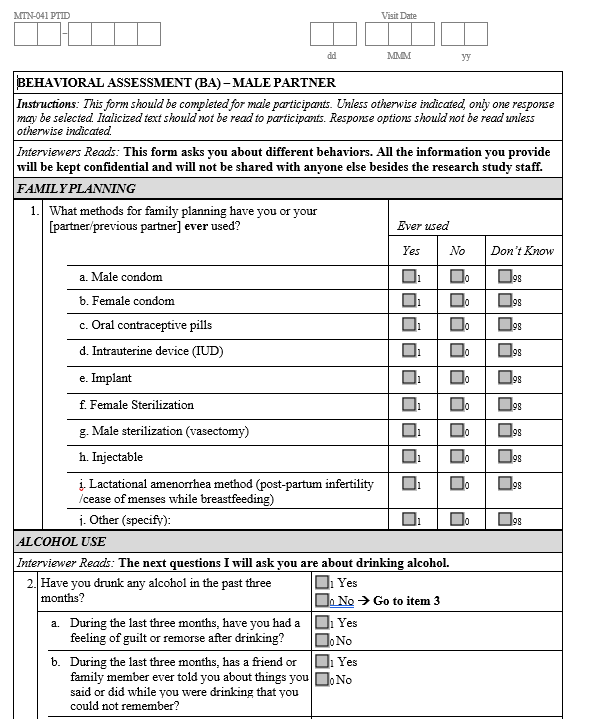 MTN-041 PTID
Visit Date
-
dd MMM yy
BEHAVIORAL ASSESSMENT (BA) – MALE PARTNER
Instructions: This form should be completed for male participants. Unless otherwise indicated, only one response
may be selected. Italicized text should not be read to participants. Response options should not be read unless
otherwise indicated.
Interviewers Reads: This form asks you about different behaviors. All the information you provide
will be kept confidential and will not be shared with anyone else besides the research study staff.
FAMILY PLANNING
1. What methods for family planning have you or your
[partner/previous partner] ever used?
Ever used
Yes No Don't Know
a. Male condom 1 0 98
b. Female condom 1 0 98
c. Oral contraceptive pills 1 0 98
d. Intrauterine device (IUD) 1 0 98
e. Implant 1 0 98
f. Female Sterilization 1 0 98
g. Male sterilization (vasectomy) 1 0 98
h. Injectable 1 0 98
i. Lactational amenorrhea method (post-partum infertility 1 0 98
/cease of menses while breastfeeding)
j. Other (specify): 1 0 98
ALCOHOL USE
Interviewer Reads: The next questions I will ask you are about drinking alcohol.
2. Have you drunk any alcohol in the past three
months?
1 Yes
0 No → Go to item 3
a. During the last three months, have you had a
feeling of guilt or remorse after drinking?
1 Yes
0 No
b. During the last three months, has a friend or
family member ever told you about things you
said or did while you were drinking that you
could not remember?
1 Yes
0 No